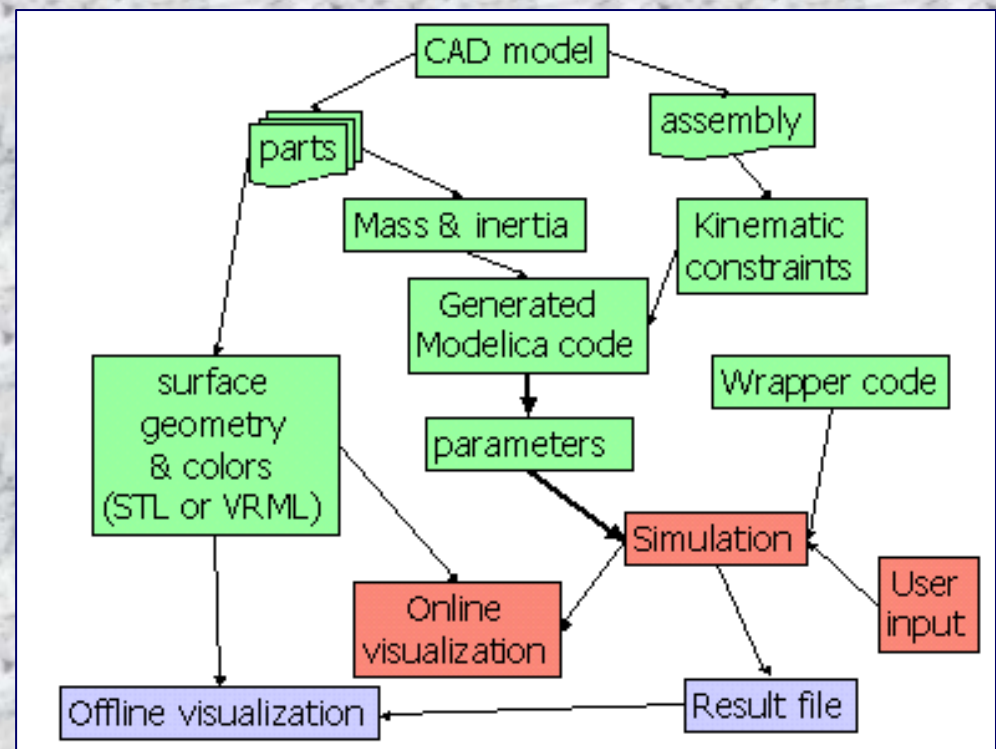 CAD model
parts
assembly
Mass & inertia
Kinematic
constraints
Generated
Modelica code
surface
geometry
& colors
(STL or VRML)
Wrapper code
parameters
Simulation
Online
visualization
User
input
Offline visualization
Result file